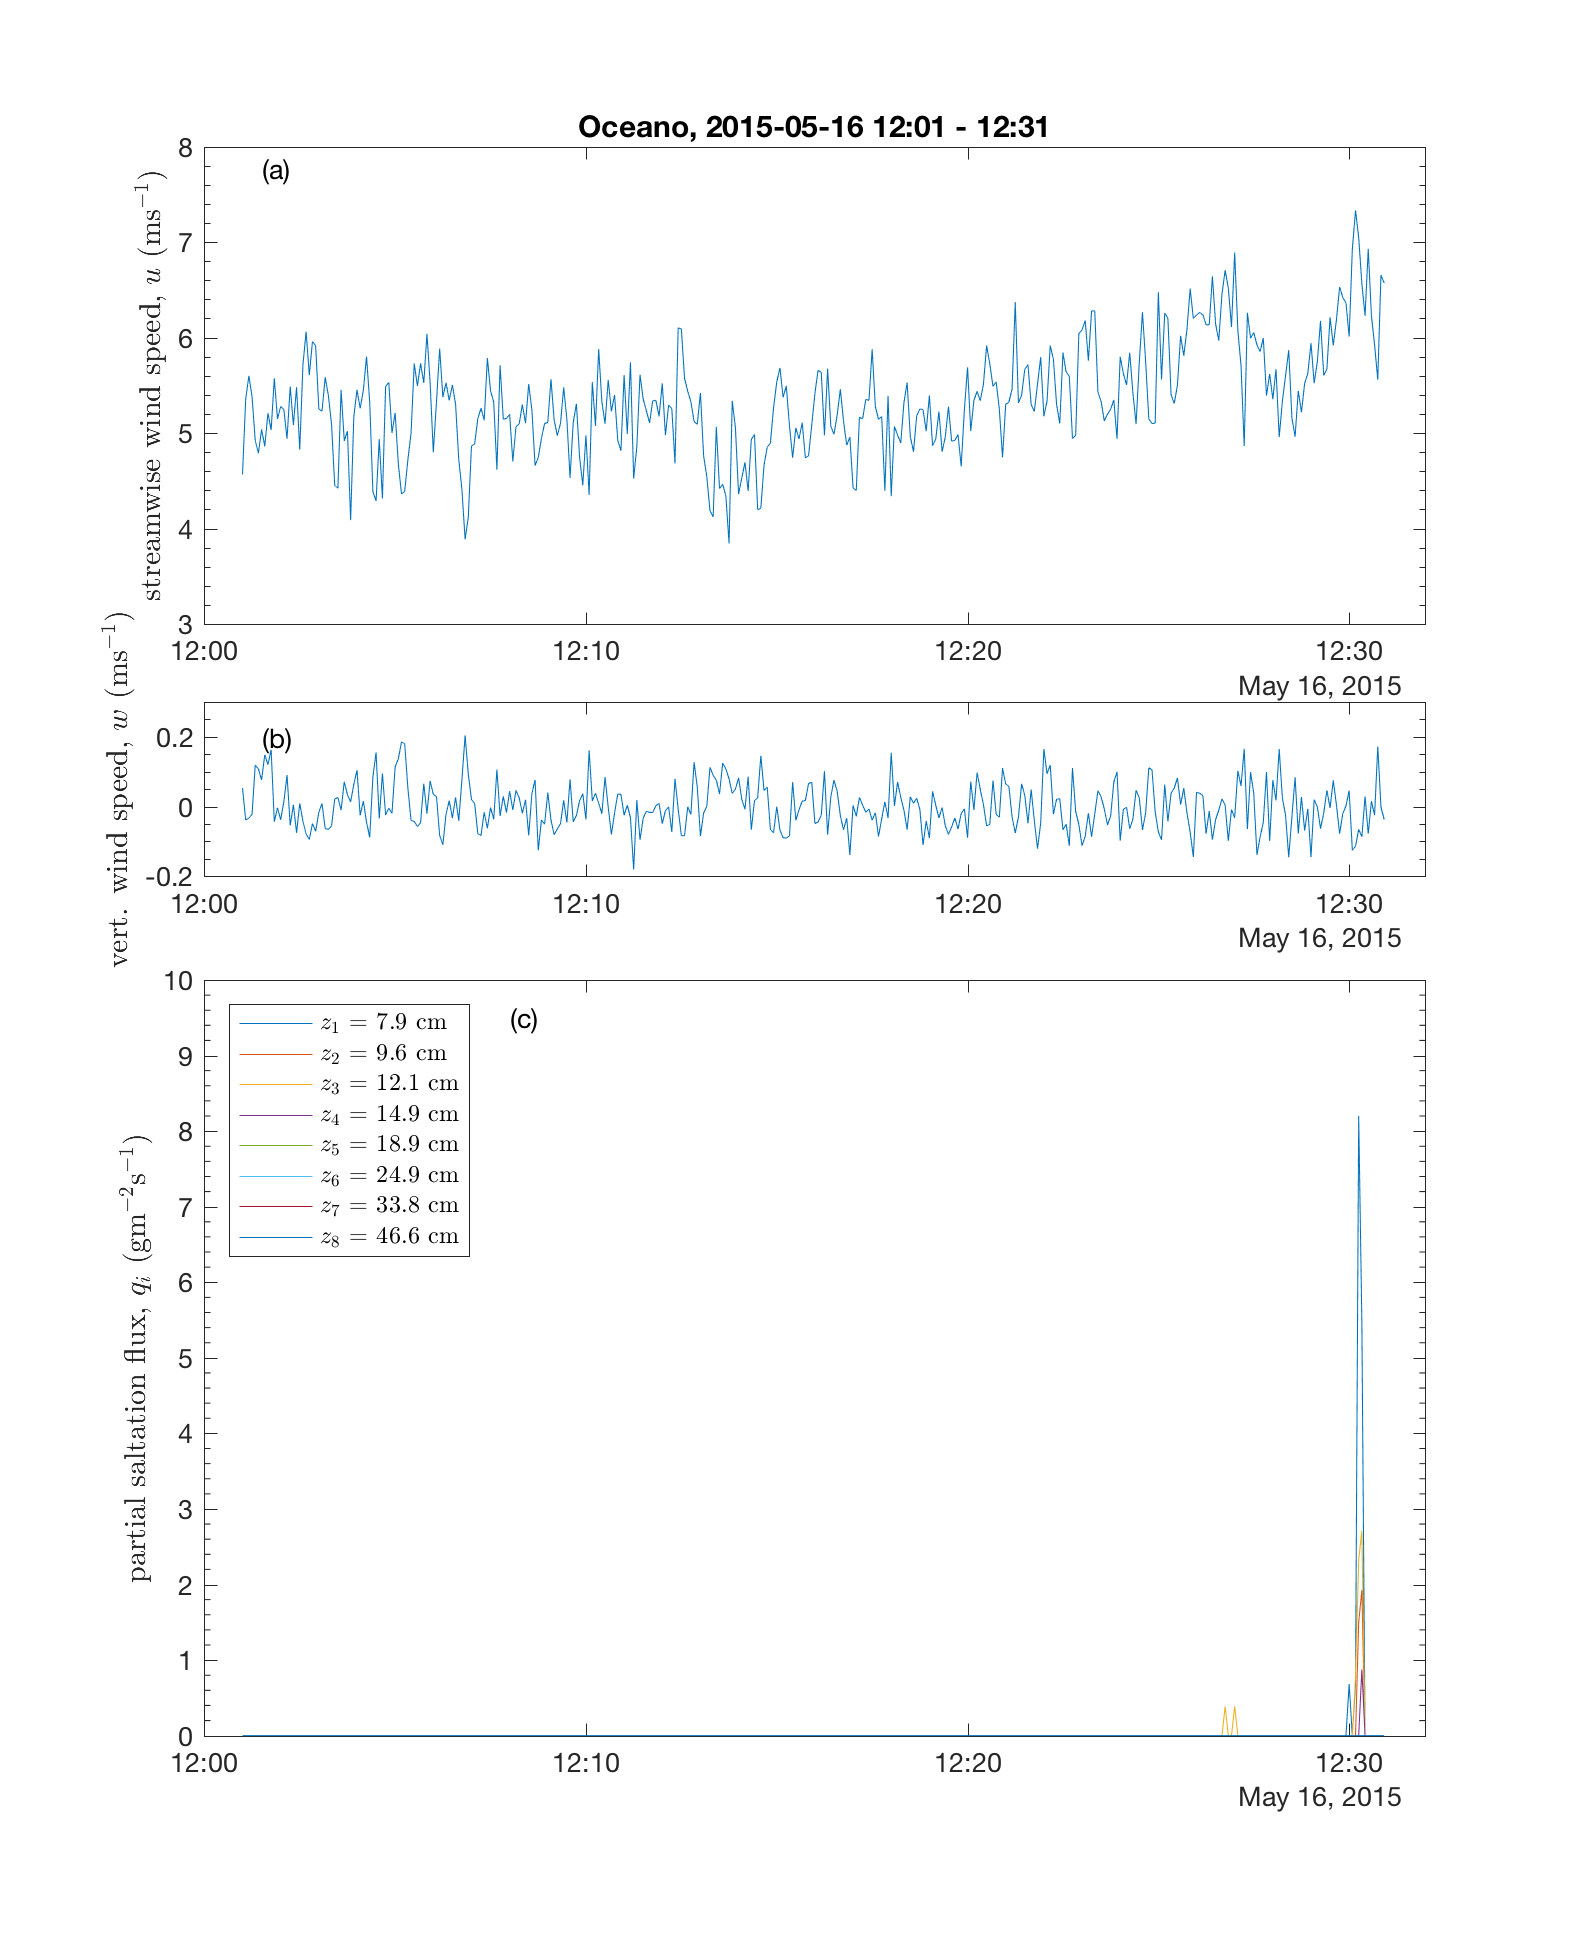 Oceano, 2015-05-16 12:01 - 12:31
(a)
streamwise wind speed, u (ms⁻¹)
8
7
6
5
4
3
12:00 12:10 12:20 12:30
May 16, 2015
(b)
vert. wind speed, w (ms⁻¹)
0.2
0
-0.2
12:00 12:10 12:20 12:30
May 16, 2015
(c)
partial saltation flux, qᵢ (gm⁻²s⁻¹)
10
9
8
7
6
5
4
3
2
1
0
z₁ = 7.9 cm
z₂ = 9.6 cm
z₃ = 12.1 cm
z₄ = 14.9 cm
z₅ = 18.9 cm
z₆ = 24.9 cm
z₇ = 33.8 cm
z₈ = 46.6 cm
12:00 12:10 12:20 12:30
May 16, 2015